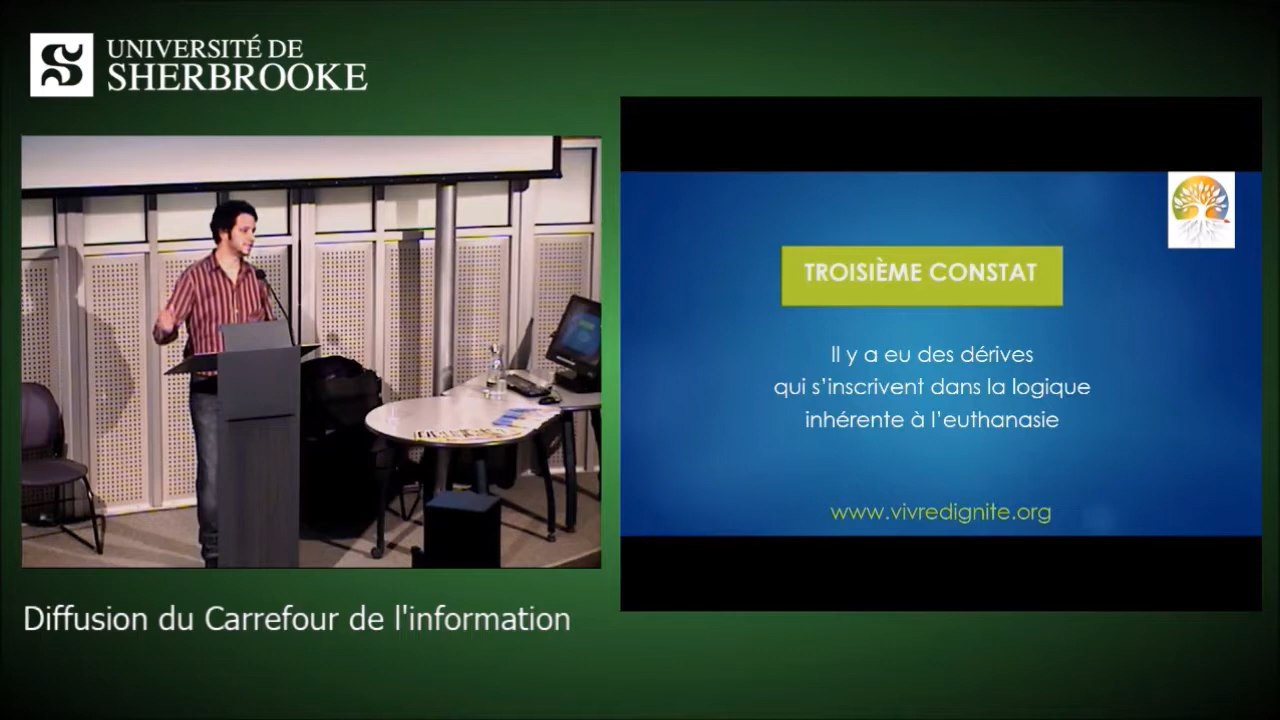 UNIVERSITÉ DE
SHERBROOKE
TROISIÈME CONSTAT
Il y a eu des dérives
qui s'inscrivent dans la logique
inhérente à l'euthanasie
www.vivredignite.org
Diffusion du Carrefour de l'information